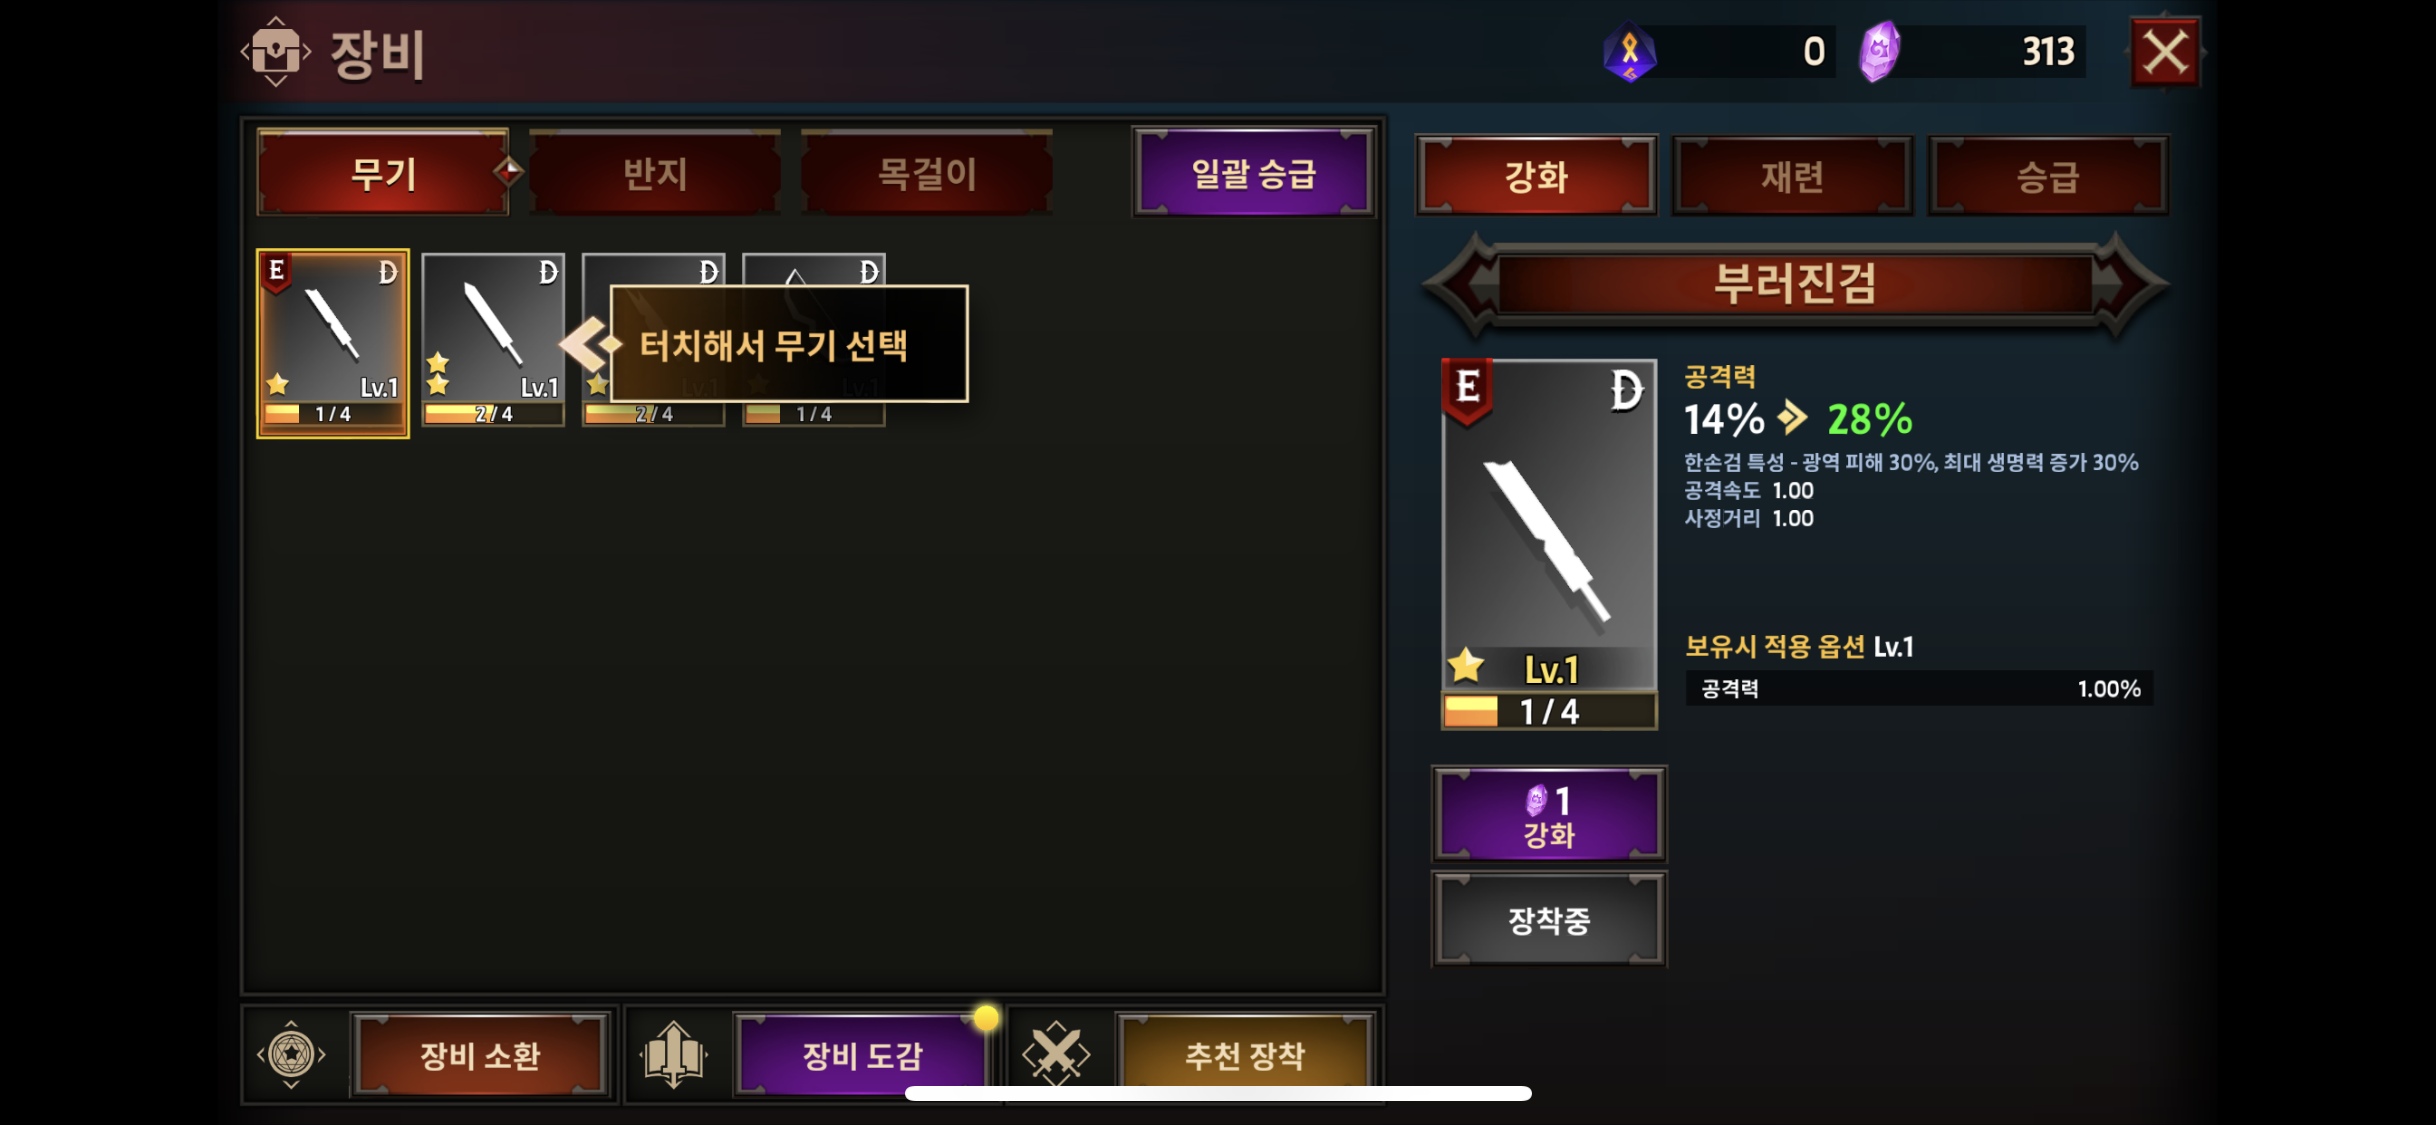 장비
0
313
무기
반지
목걸이
일괄 승급
강화
재련
승급
E
D
Lv.1
1/4
D
Lv.1
2/4
D
Lv.1
2/4
D
Lv.1
1/4
터치해서 무기 선택
부러진검
E
D
Lv.1
1/4
공격력
14% 28%
한손검 특성 - 광역 피해 30%, 최대 생명력 증가 30%
공격속도 1.00
사정거리 1.00
보유시 적용 옵션 Lv.1
공격력 1.00%
1
강화
장착중
장비 소환
장비 도감
추천 장착